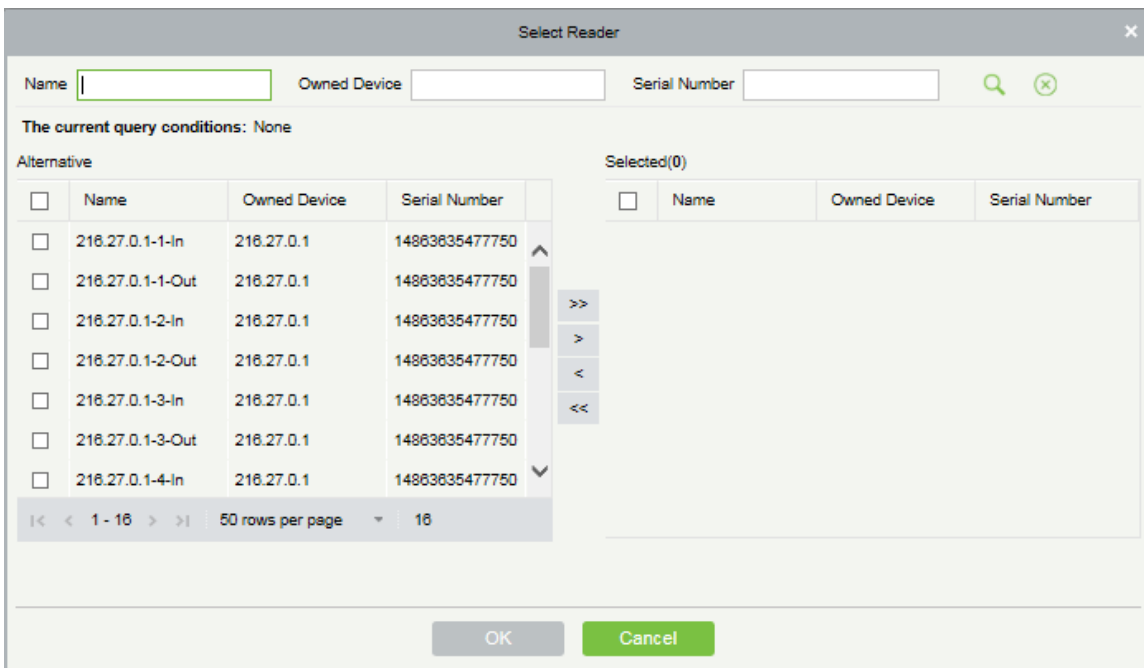 Select Reader ×
Name Owned Device Serial Number
The current query conditions: None
Alternative Selected(0)
Name Owned Device Serial Number Name Owned Device Serial Number
216.27.0.1-1-In 216.27.0.1 14863635477750
216.27.0.1-1-Out 216.27.0.1 14863635477750
>>
216.27.0.1-2-In 216.27.0.1 14863635477750
>
216.27.0.1-2-Out 216.27.0.1 14863635477750
<
216.27.0.1-3-In 216.27.0.1 14863635477750
<<
216.27.0.1-3-Out 216.27.0.1 14863635477750
216.27.0.1-4-In 216.27.0.1 14863635477750
|< < 1 - 16 > >| 50 rows per page 16
OK Cancel